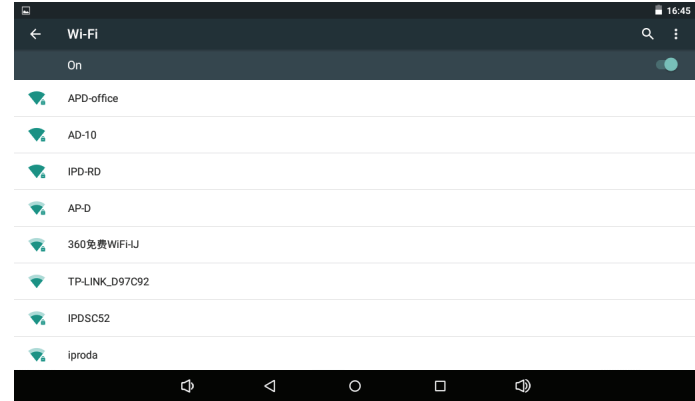 16:45
Wi-Fi
On
APD-office
AD-10
IPD-RD
AP-D
360免费WiFi-IJ
TP-LINK_D97C92
IPDSC52
iproda